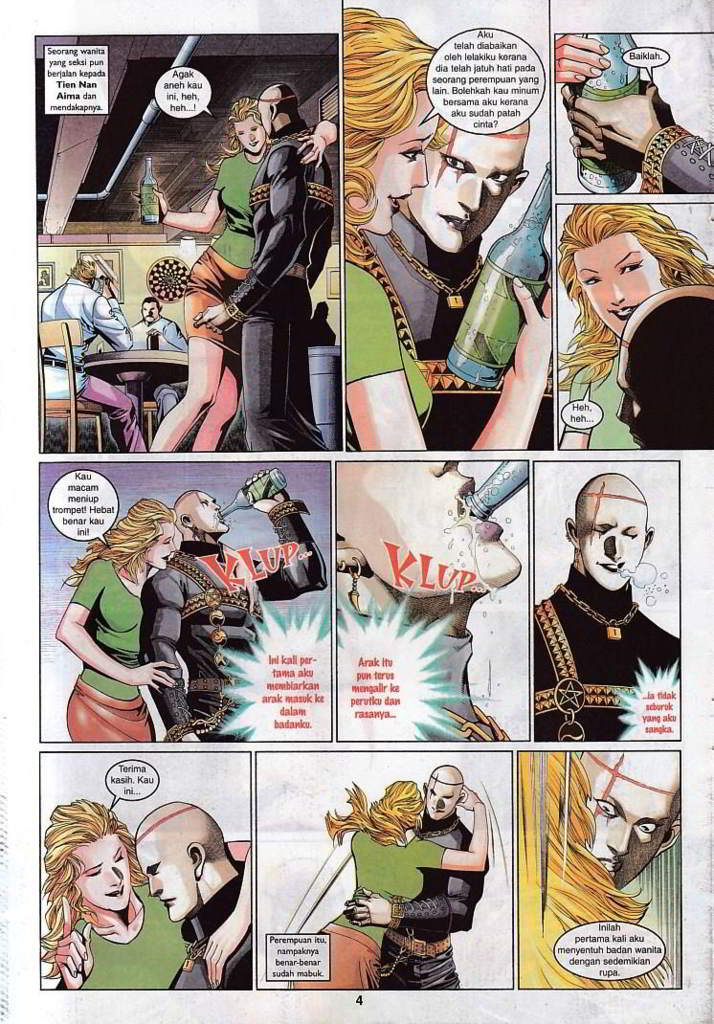 Seorang wanita
yang seksi pun
berjalan kepada
Tien Nan
Aima dan
mendakapnya.
Agak
aneh kau
ini, heh,
heh...!
Aku
telah diabaikan
oleh lelakiku kerana
dia telah jatuh hati pada
seorang perempuan yang
lain. Bolehkah kau minum
bersama aku kerana
aku sudah patah
cinta?
Baiklah.
Heh,
heh...
Kau
macam
meniup
trompet! Hebat
benar kau
ini!
KLUP...
Ini kali per-
tama aku
membiarkan
arak masuk ke
dalam
badanku.
KLUP...
Arak itu
pun terus
mengalir ke
perutku dan
rasanya...
...ia tidak
seburuk
yang aku
sangka.
Terima
kasih. Kau
ini...
Perempuan itu,
nampaknya
benar-benar
sudah mabuk.
Inilah
pertama kali aku
menyentuh badan wanita
dengan sedemikian
rupa.
4